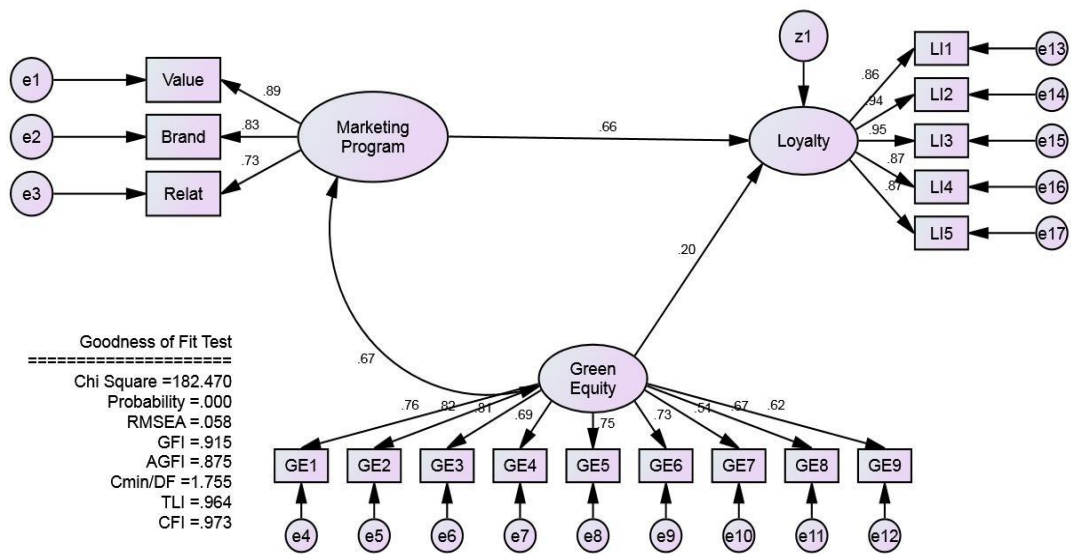 z1
LI1
e13
e1
Value
.89
.86
LI2
e14
.94
e2
Brand
.83
Marketing
Program
.66
Loyalty
.95
LI3
e15
e3
Relat
.73
.87
LI4
e16
.87
LI5
e17
.20
.67
Goodness of Fit Test
=====================
Chi Square =182.470
Probability =.000
RMSEA =.058
GFI =.915
AGFI =.875
Cmin/DF =1.755
TLI =.964
CFI =.973
Green
Equity
.76
.82
.81
.69
.75
.73
.51
.67
.62
GE1
GE2
GE3
GE4
GE5
GE6
GE7
GE8
GE9
e4
e5
e6
e7
e8
e9
e10
e11
e12